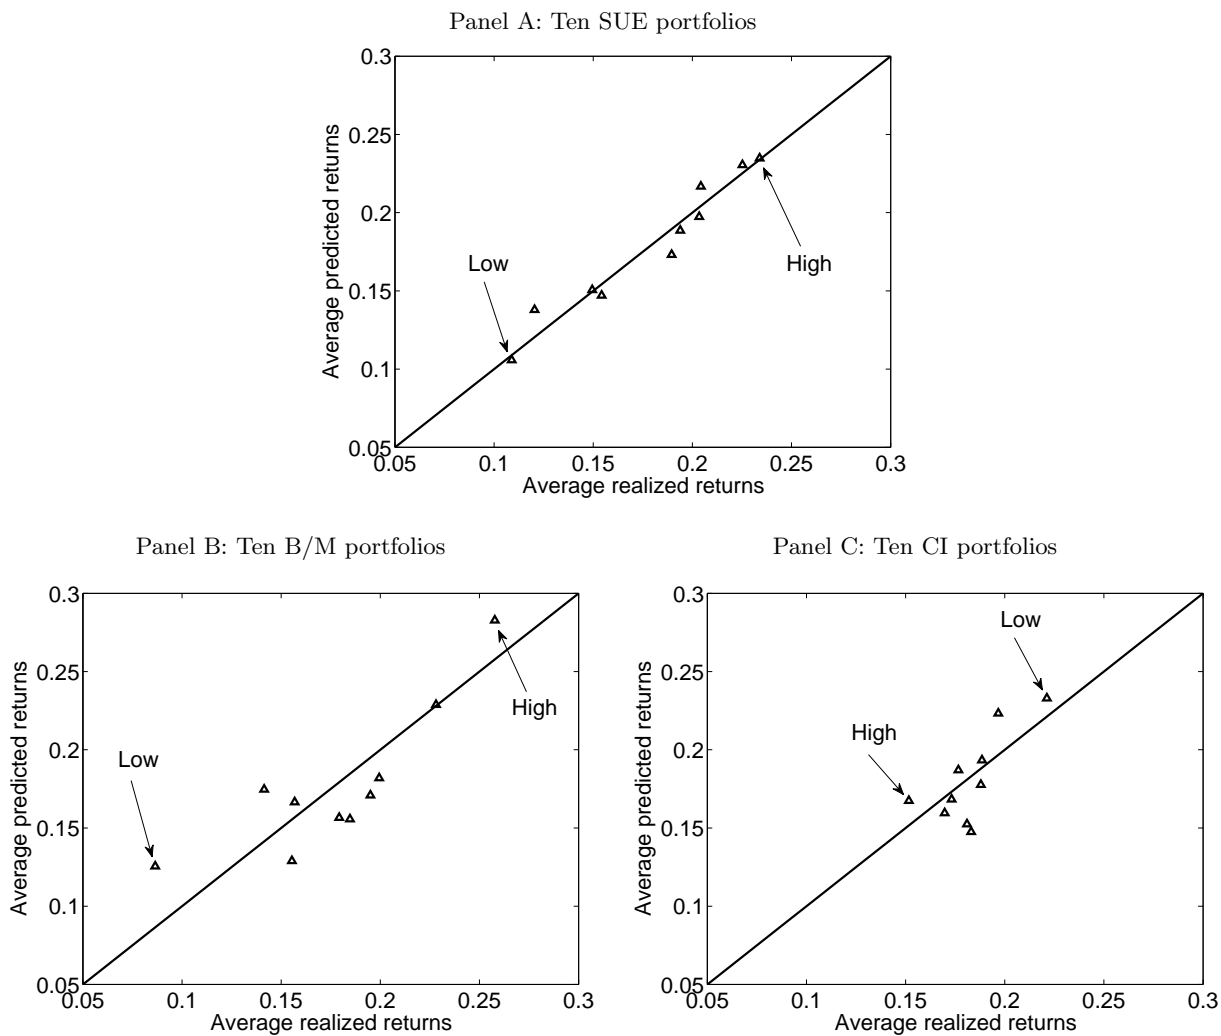 Panel A: Ten SUE portfolios
0.3
0.25
0.2
0.15
0.1
0.05
Average predicted returns
Low
High
0.05 0.1 0.15 0.2 0.25 0.3
Average realized returns
Panel B: Ten B/M portfolios
0.3
0.25
0.2
0.15
0.1
0.05
Average predicted returns
Low
High
0.05 0.1 0.15 0.2 0.25 0.3
Average realized returns
Panel C: Ten CI portfolios
0.3
0.25
0.2
0.15
0.1
0.05
Average predicted returns
Low
High
0.05 0.1 0.15 0.2 0.25 0.3
Average realized returns